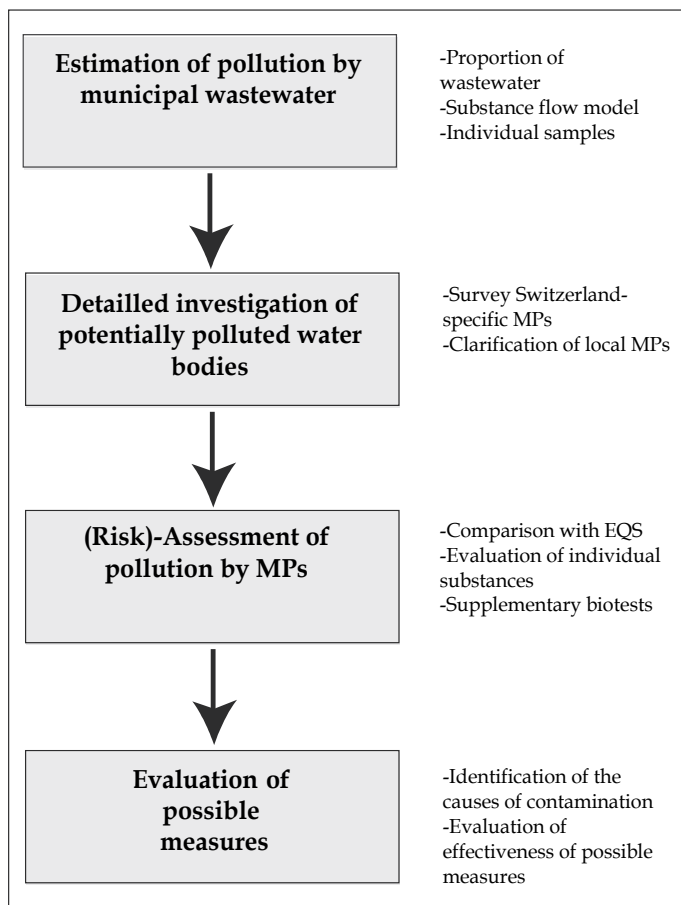 Estimation of pollution by
municipal wastewater
-Proportion of
wastewater
-Substance flow model
-Individual samples
Detailled investigation of
potentially polluted water
bodies
-Survey Switzerland-
specific MPs
-Clarification of local MPs
(Risk)-Assessment of
pollution by MPs
-Comparison with EQS
-Evaluation of individual
substances
-Supplementary biotests
Evaluation of
possible
measures
-Identification of the
causes of contamination
-Evaluation of
effectiveness of possible
measures